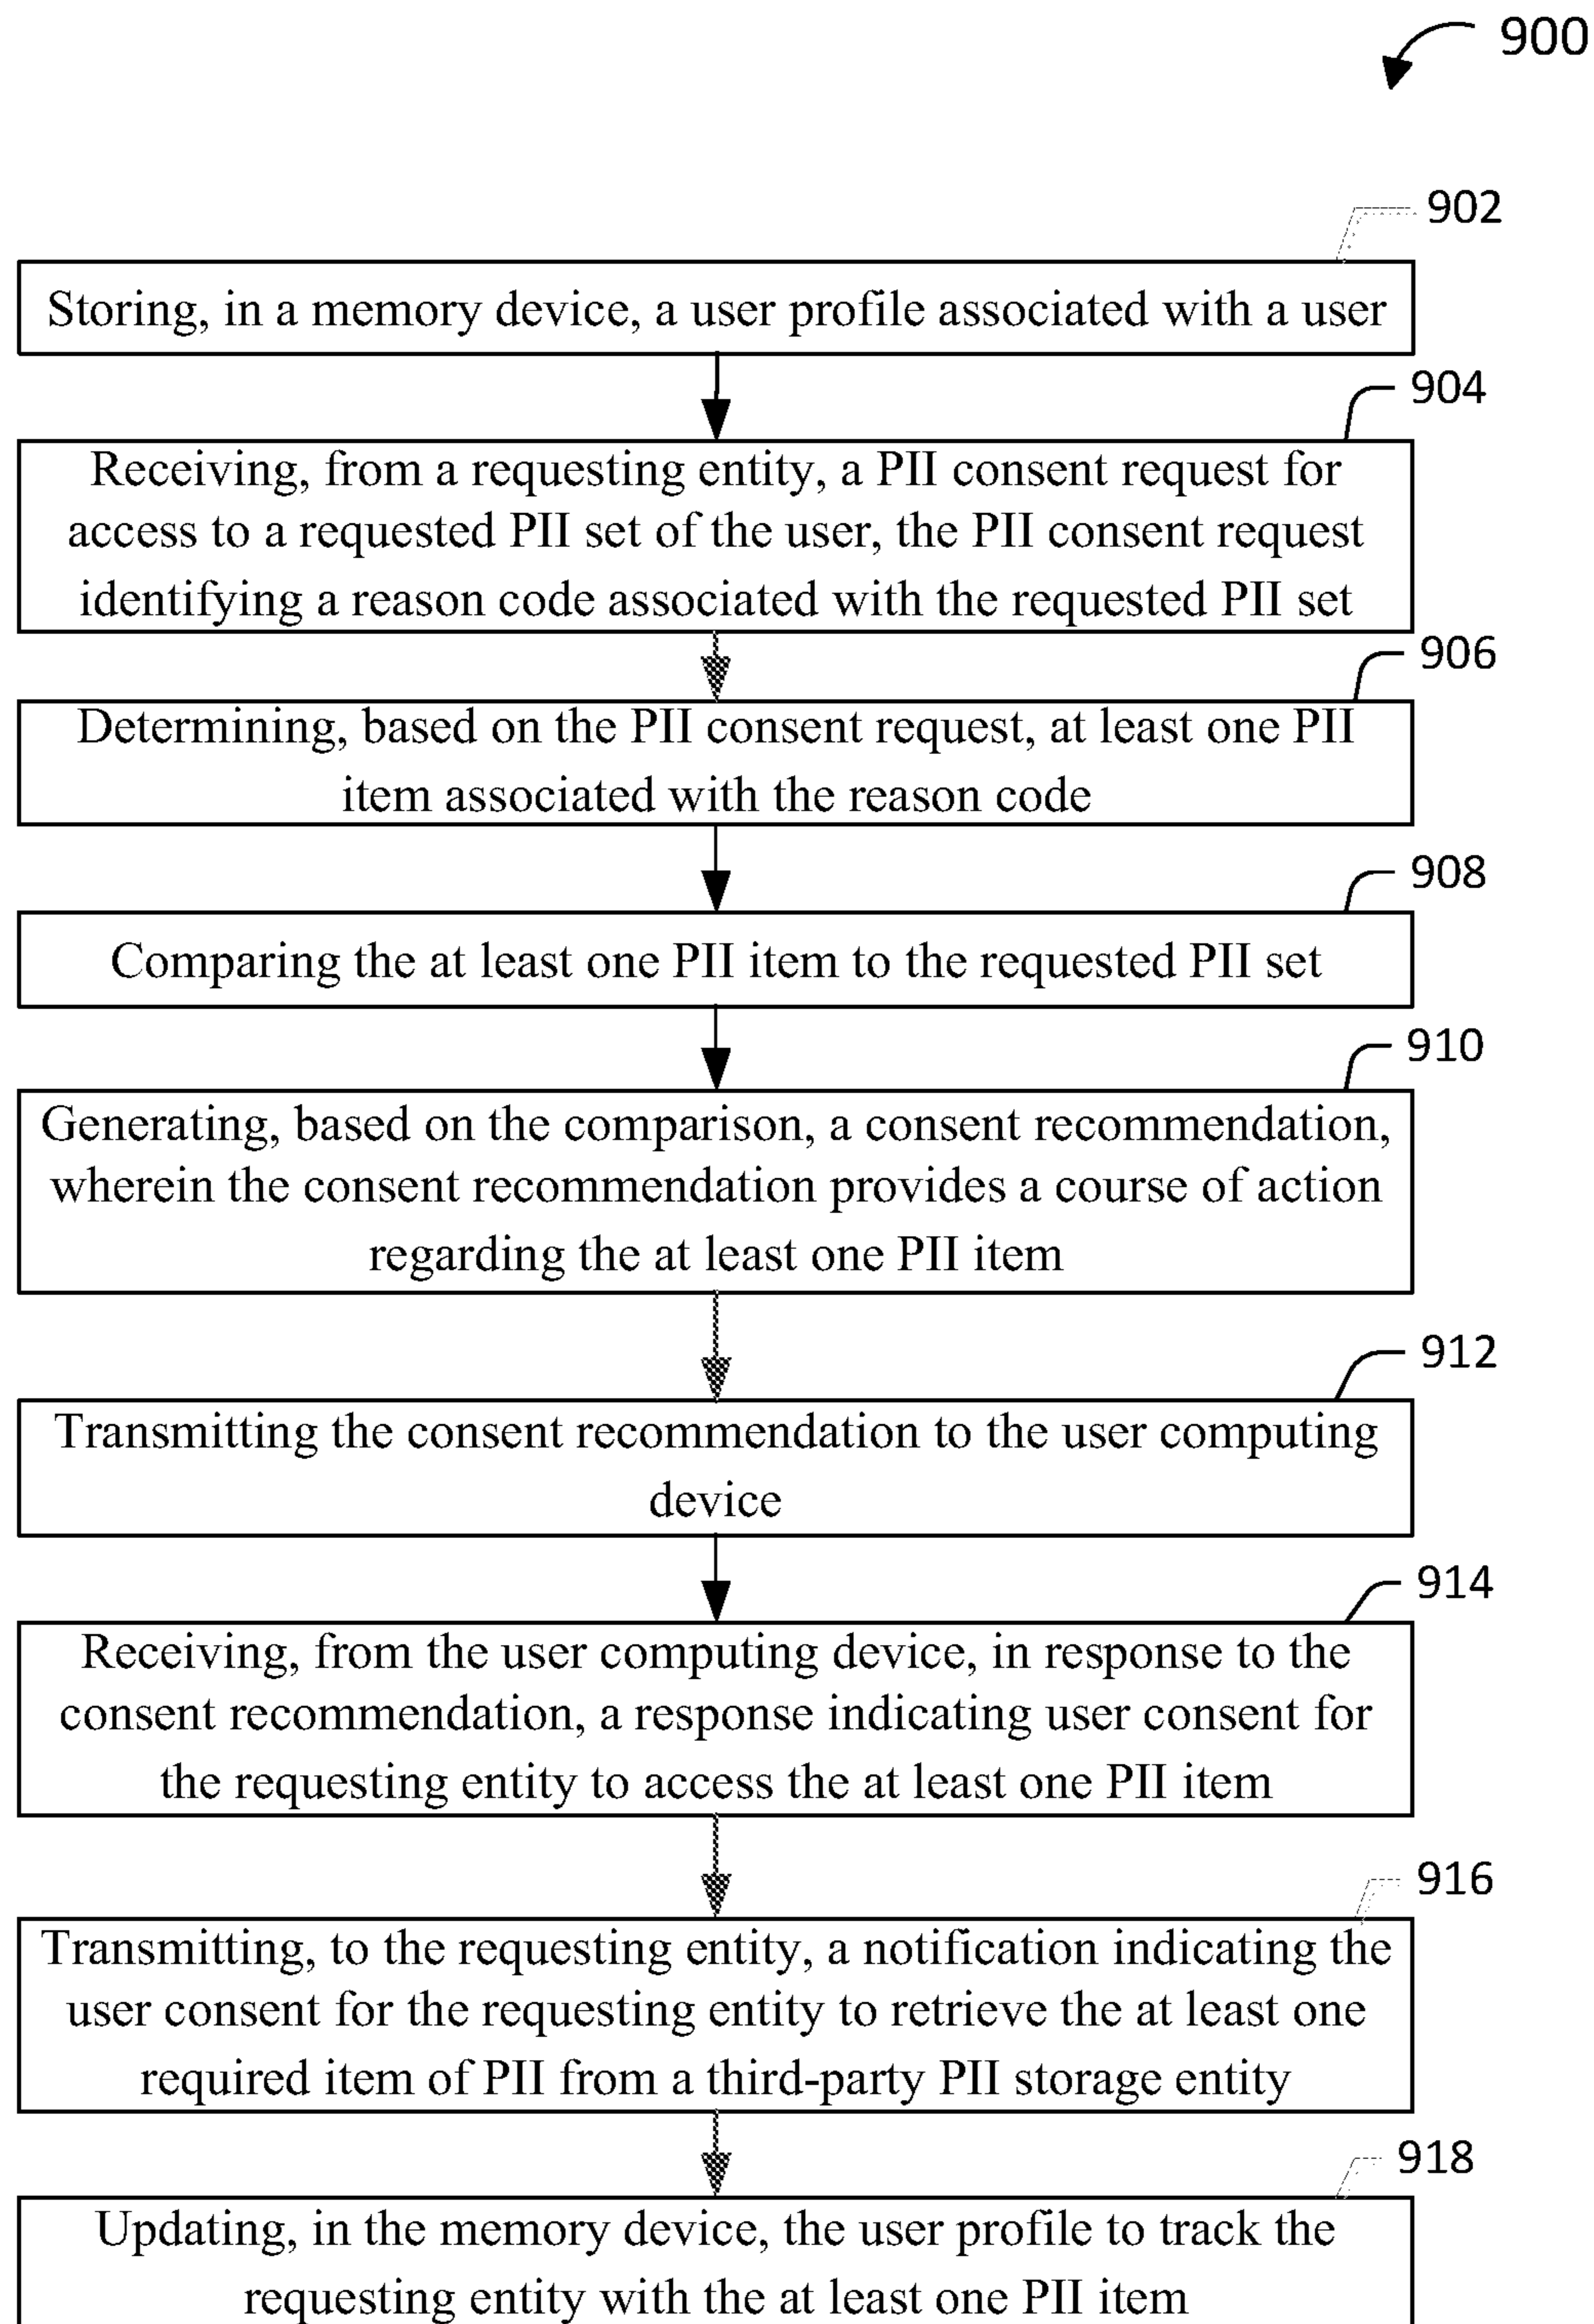 900
902
Storing, in a memory device, a user profile associated with a user
904
Receiving, from a requesting entity, a PII consent request for
access to a requested PII set of the user, the PII consent request
identifying a reason code associated with the requested PII set
906
Determining, based on the PII consent request, at least one PII
item associated with the reason code
908
Comparing the at least one PII item to the requested PII set
910
Generating, based on the comparison, a consent recommendation,
wherein the consent recommendation provides a course of action
regarding the at least one PII item
912
Transmitting the consent recommendation to the user computing
device
914
Receiving, from the user computing device, in response to the
consent recommendation, a response indicating user consent for
the requesting entity to access the at least one PII item
916
Transmitting, to the requesting entity, a notification indicating the
user consent for the requesting entity to retrieve the at least one
required item of PII from a third-party PII storage entity
918
Updating, in the memory device, the user profile to track the
requesting entity with the at least one PII item